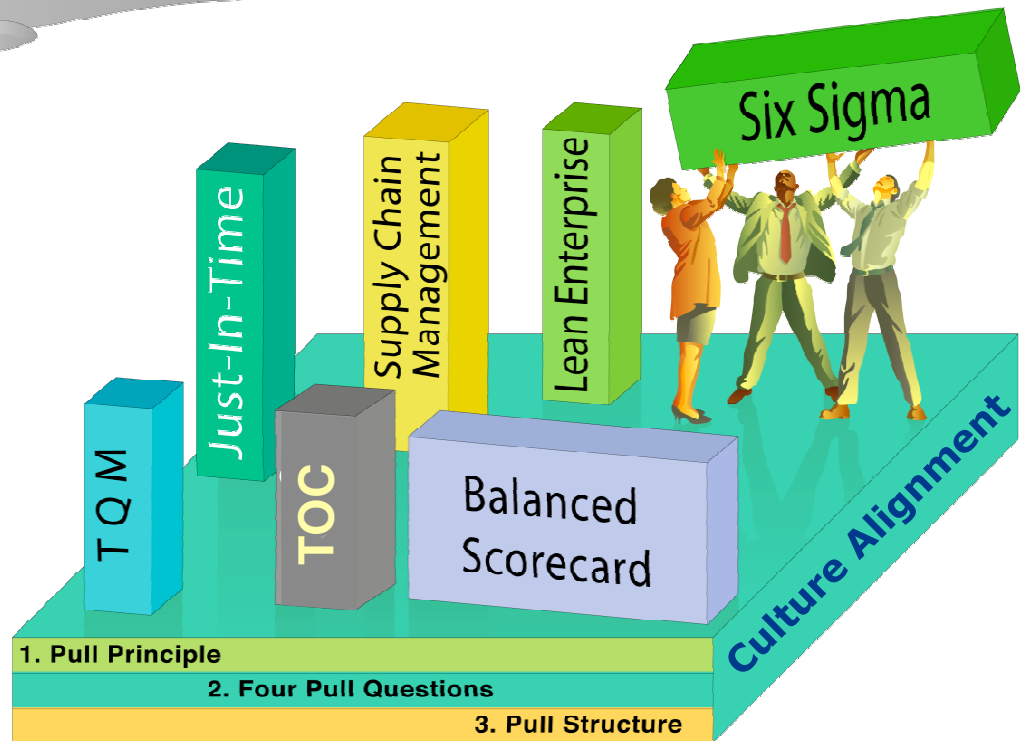 Six Sigma
Just-In-Time
Supply Chain
Management
Lean Enterprise
T Q M
TOC
Balanced
Scorecard
Culture Alignment
1. Pull Principle
2. Four Pull Questions
3. Pull Structure